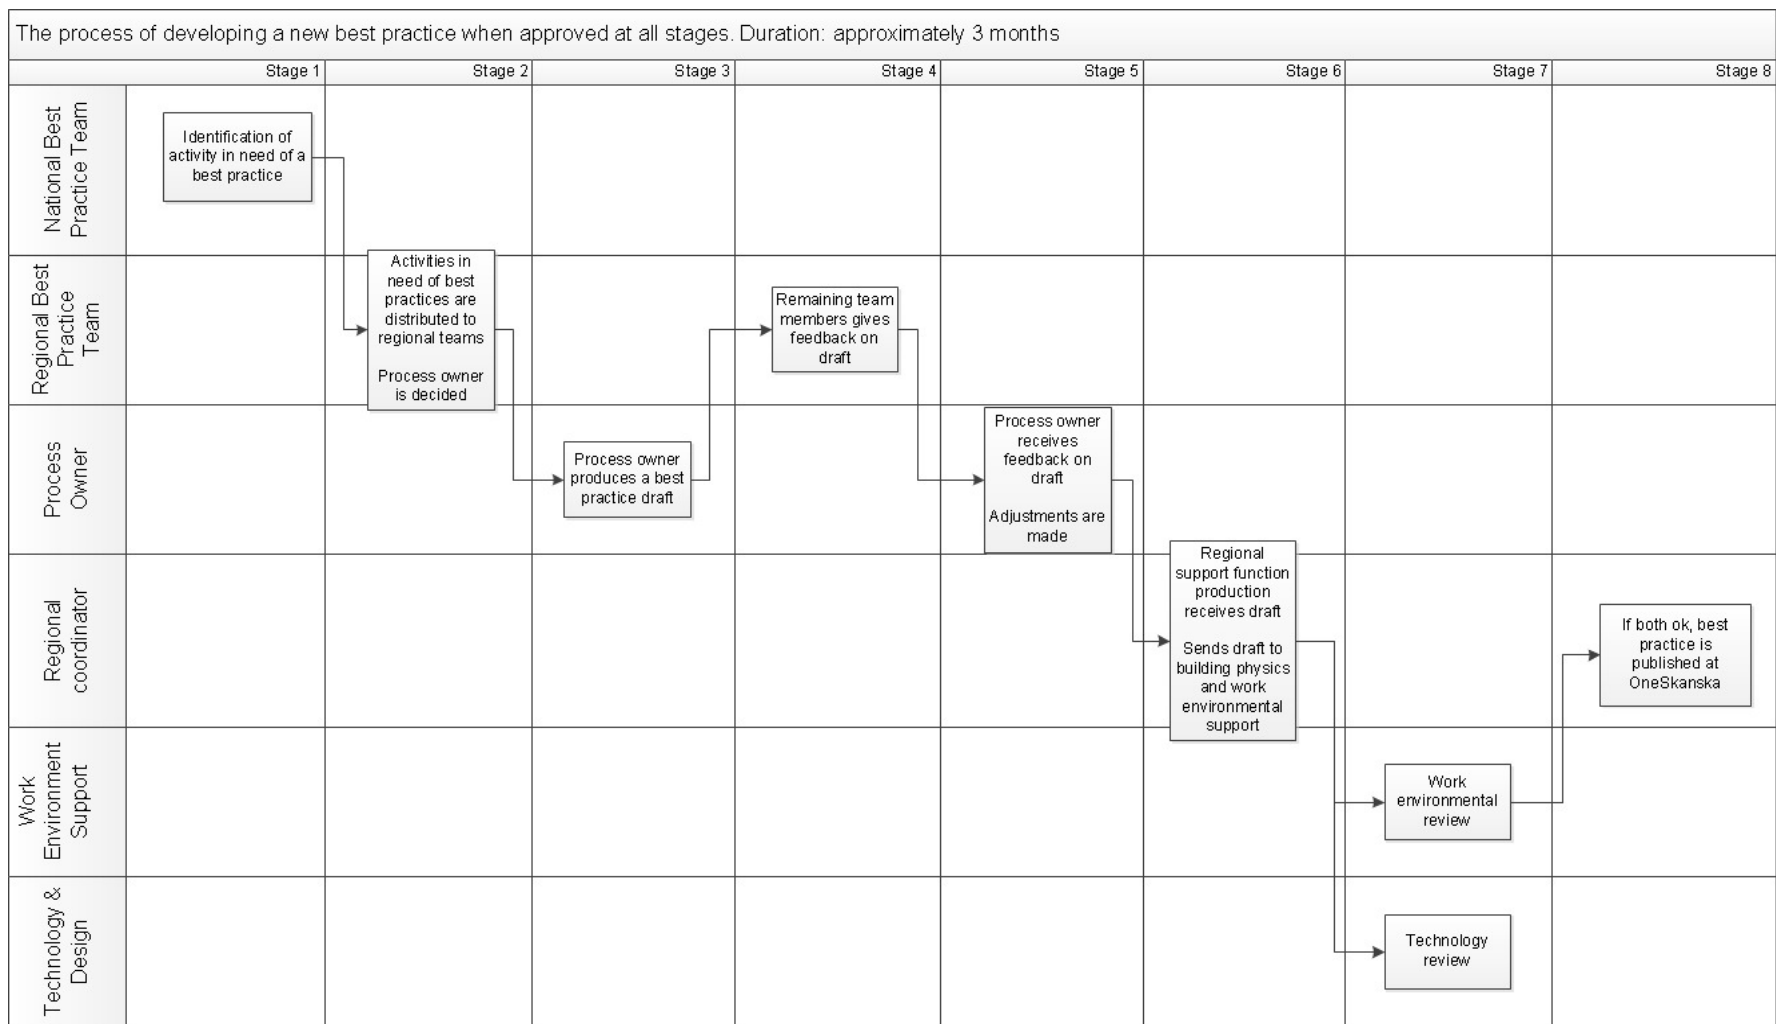 The process of developing a new best practice when approved at all stages. Duration: approximately 3 months
Stage 1
Stage 2
Stage 3
Stage 4
Stage 5
Stage 6
Stage 7
Stage 8
National Best
Practice Team
Identification of
activity in need of a
best practice
Regional Best
Practice
Team
Activities in
need of best
practices are
distributed to
regional teams
Process owner
is decided
Remaining team
members gives
feedback on
draft
Process
Owner
Process owner
produces a best
practice draft
Process owner
receives
feedback on
draft
Adjustments are
made
Regional
coordinator
Regional
support function
production
receives draft
Sends draft to
building physics
and work
environmental
support
If both ok, best
practice is
published at
OneSkanska
Work
Environment
Support
Work
environmental
review
Technology &
Design
Technology
review